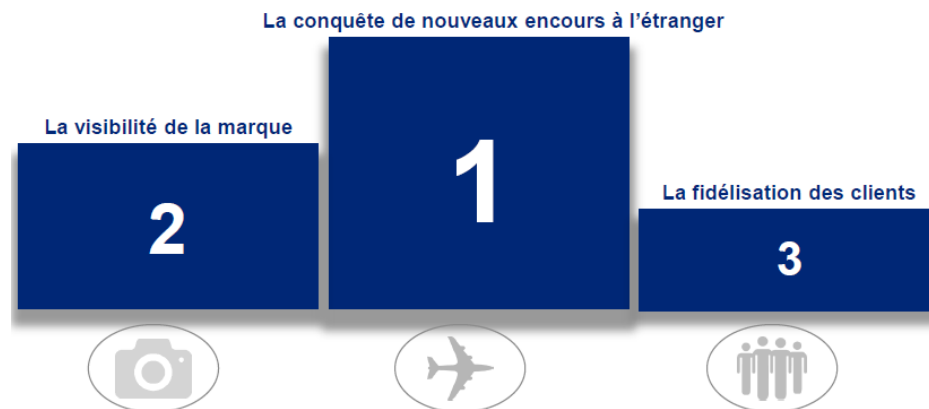 La conquête de nouveaux encours à l'étranger
La visibilité de la marque
1
2
La fidélisation des clients
3